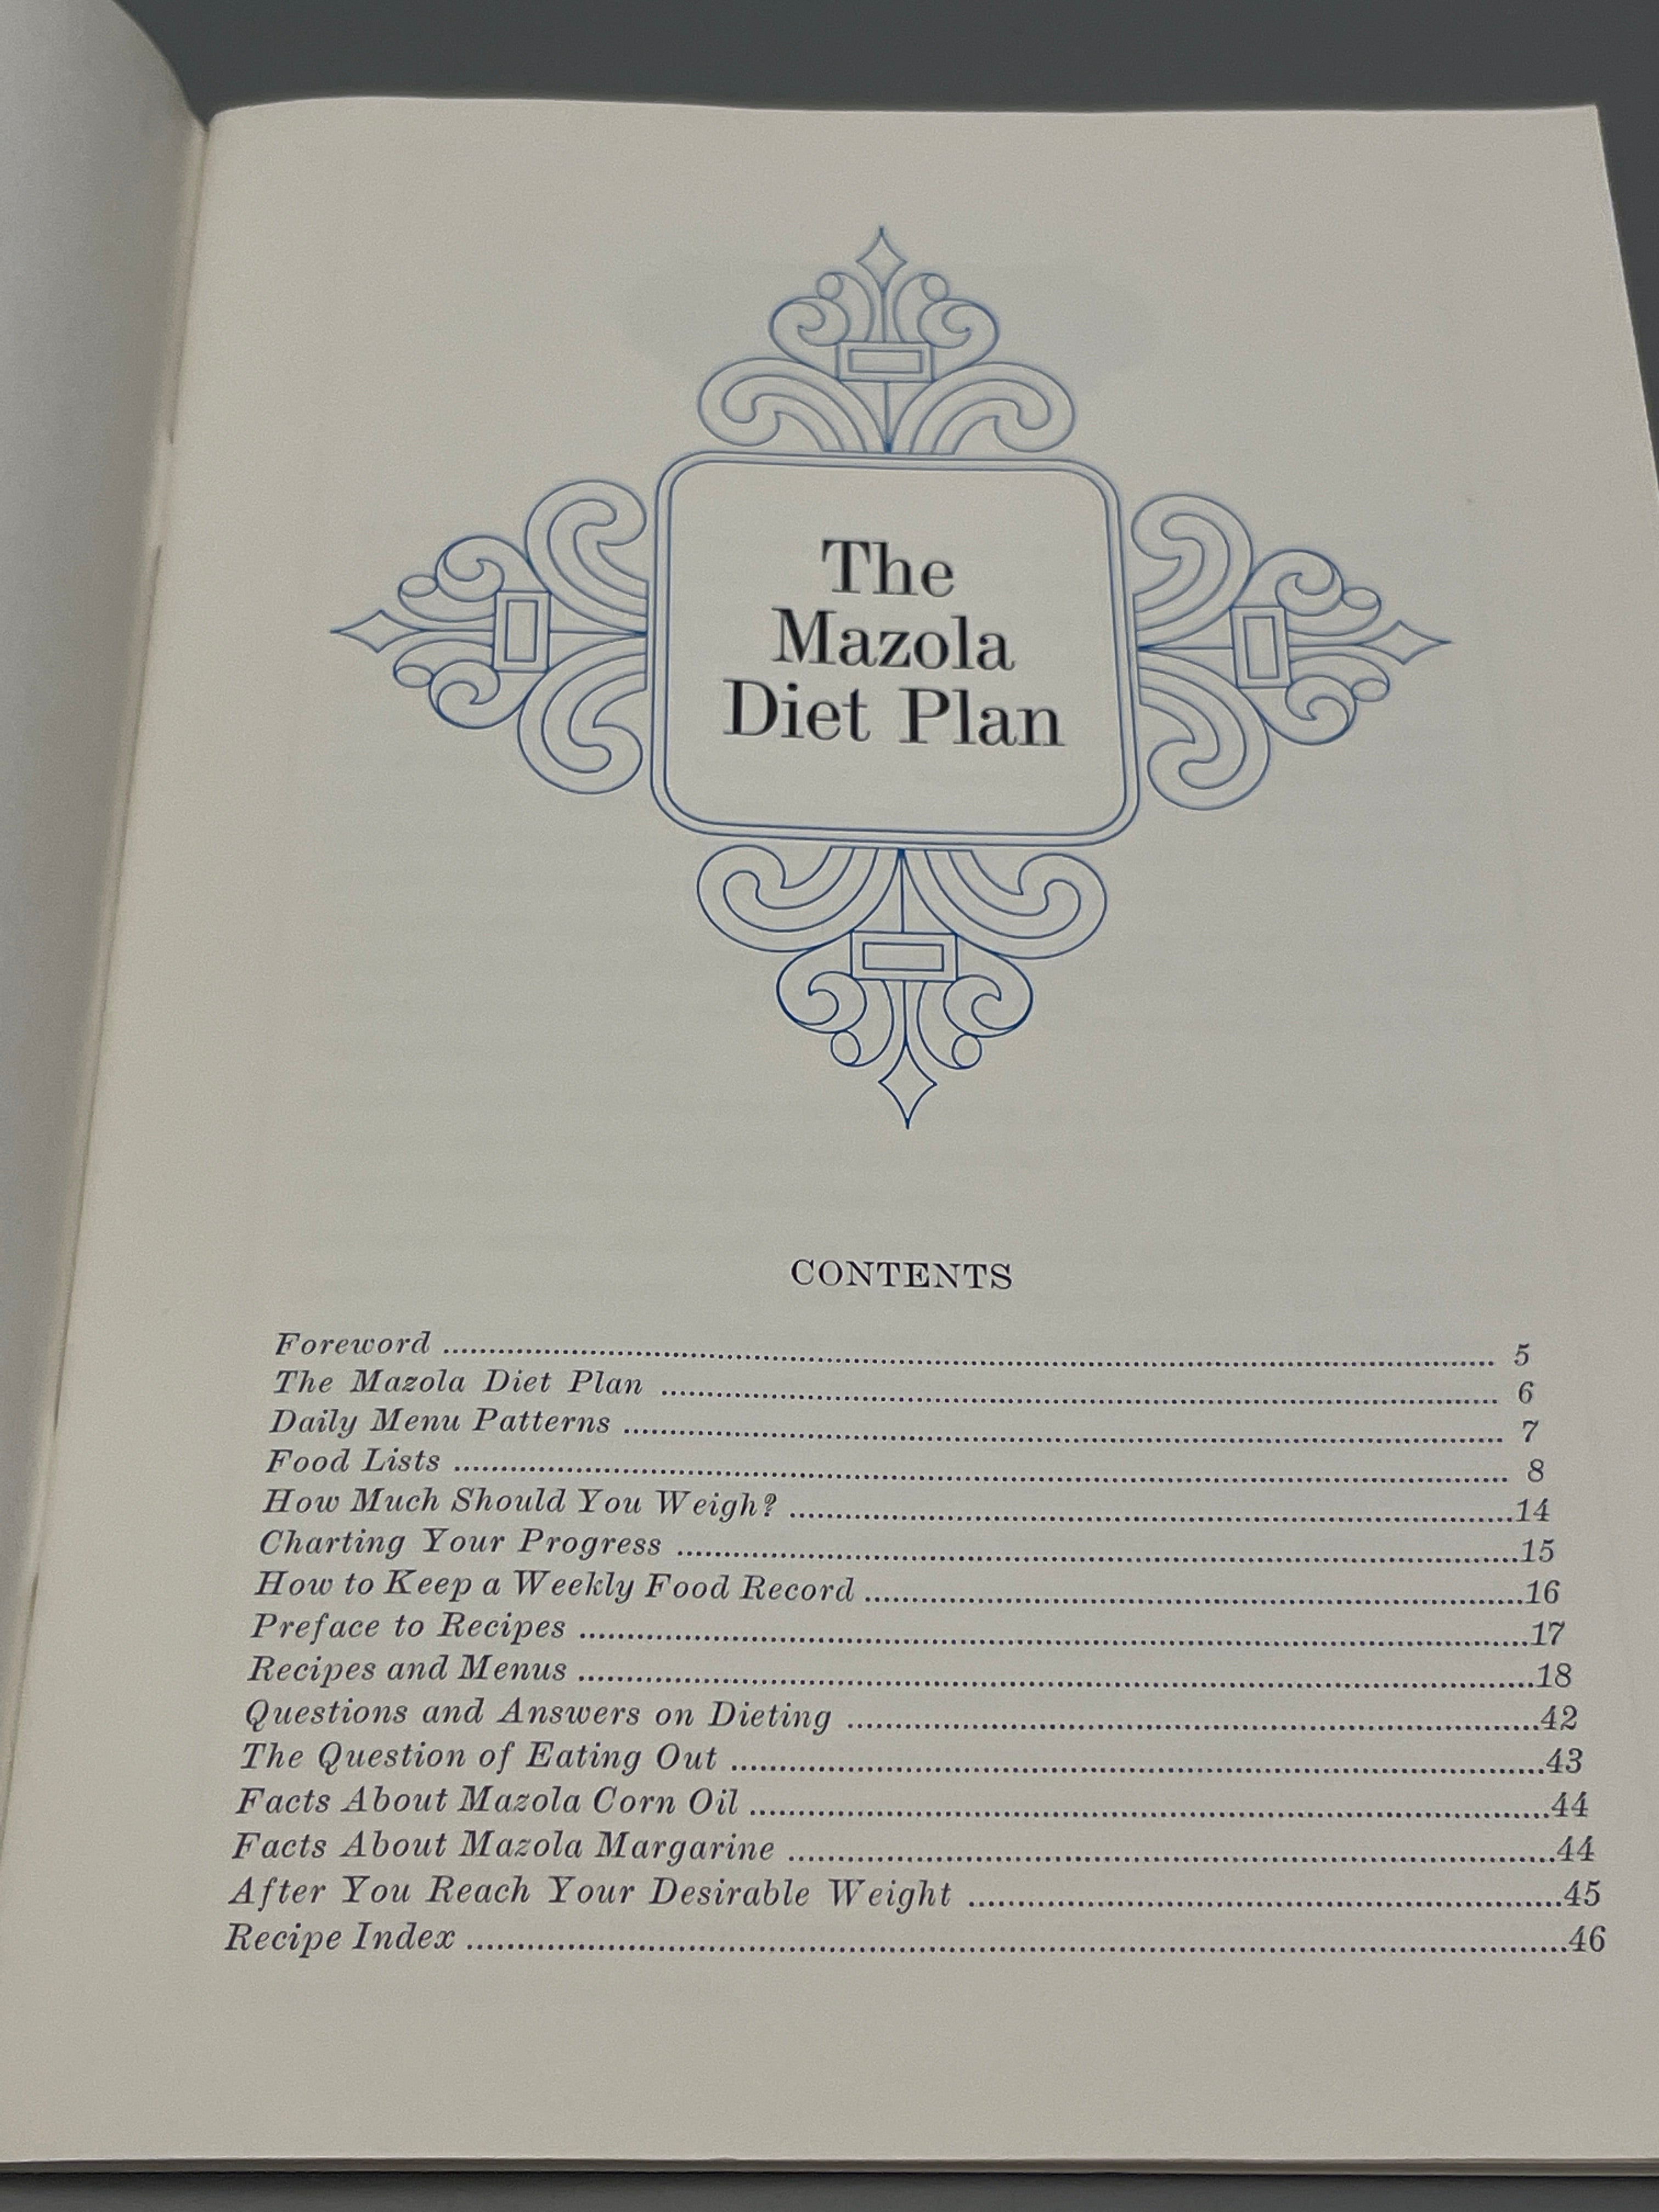 The
Mazola
Diet Plan
CONTENTS
Foreword ........................ 5
The Mazola Diet Plan ........................ 6
Daily Menu Patterns ........................ 7
Food Lists ........................ 8
How Much Should You Weigh? ........................14
Charting Your Progress ........................15
How to Keep a Weekly Food Record ........................16
Preface to Recipes ........................17
Recipes and Menus ........................18
Questions and Answers on Dieting ........................42
The Question of Eating Out ........................43
Facts About Mazola Corn Oil ........................44
Facts About Mazola Margarine ........................44
After You Reach Your Desirable Weight ........................45
Recipe Index ........................46